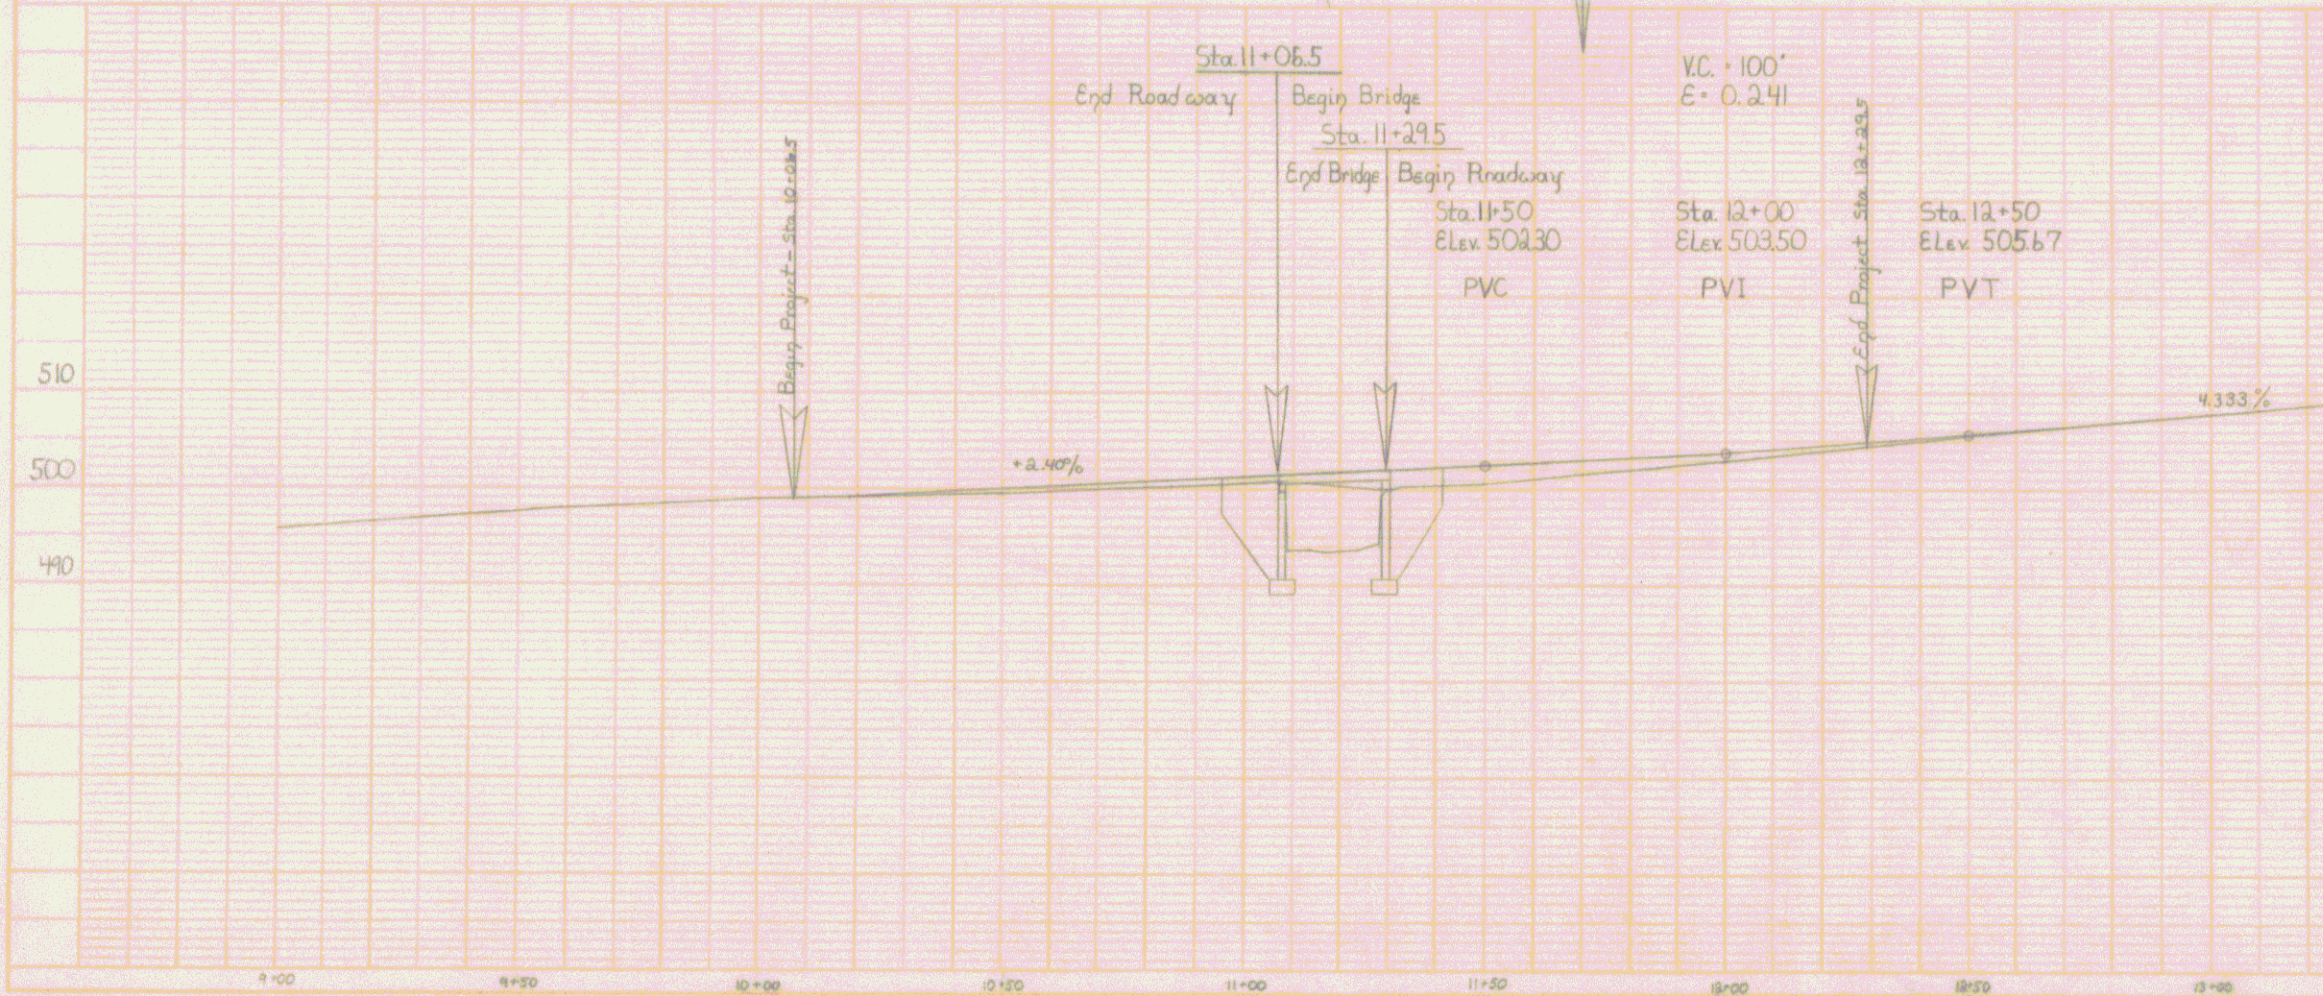 Sta. 11+06.5
End Roadway Begin Bridge
Sta. 11+29.5
End Bridge Begin Roadway
V.C. = 100'
E = 0.241
Begin Project - Sta. 10+06.5
End Project Sta. 12+29.5
Sta. 11+50
Elev. 502.30
PVC
Sta. 12+00
Elev. 503.50
PVI
Sta. 12+50
Elev. 505.67
PVT
510
500
490
+2.40%
4.333%
9+00 9+50 10+00 10+50 11+00 11+50 12+00 12+50 13+00